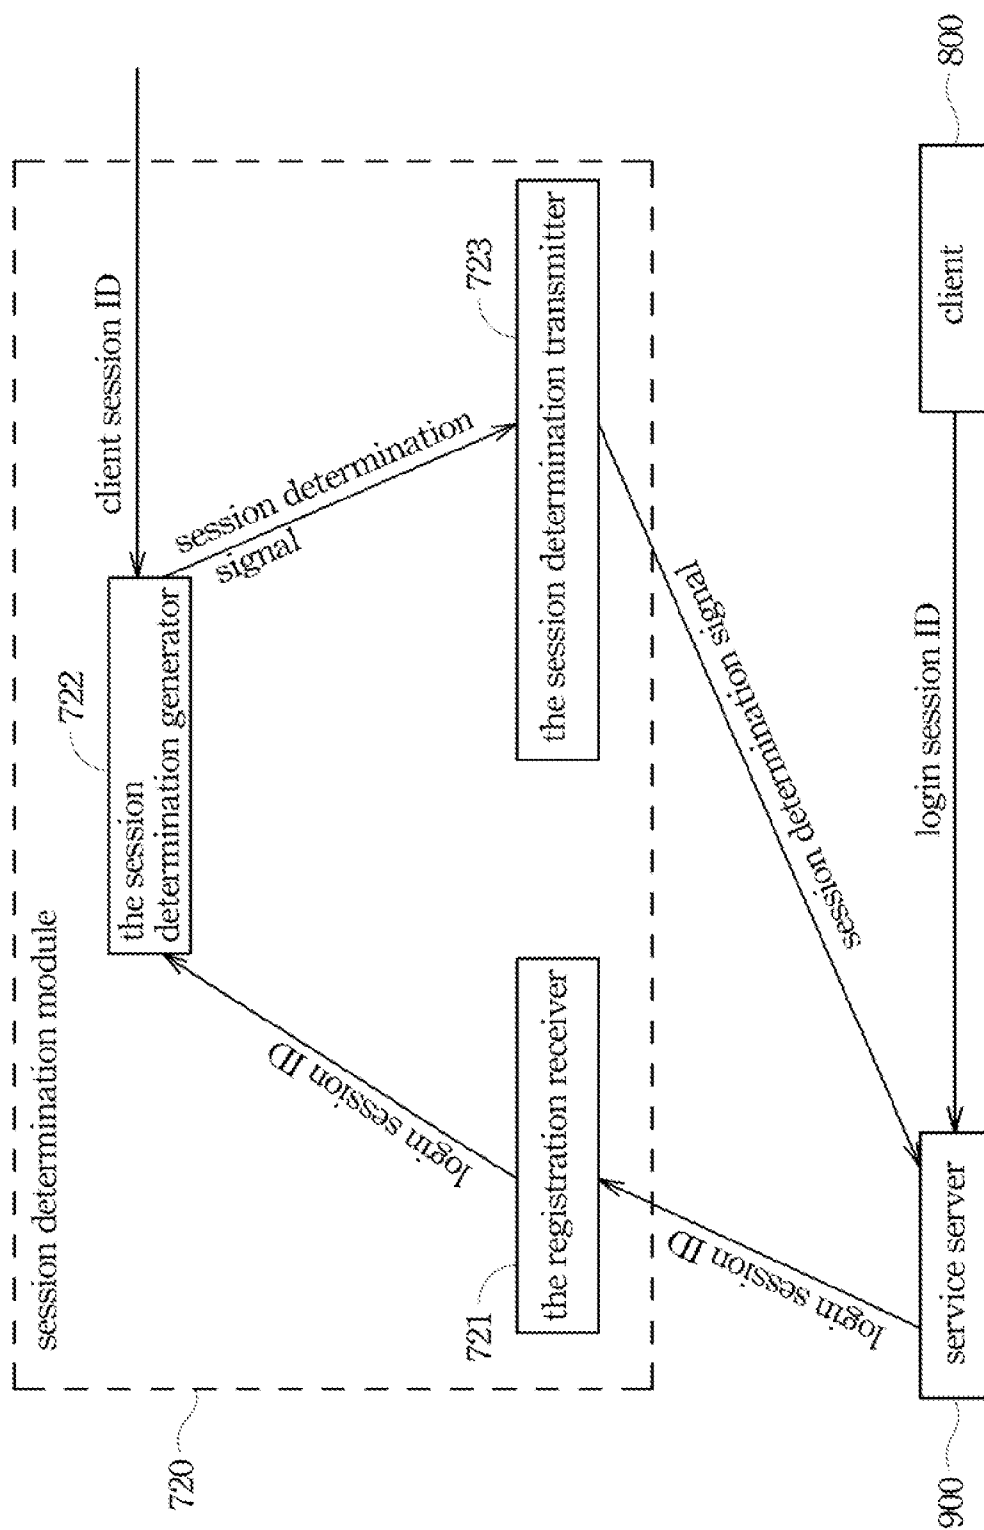 720
session determination module
722
the session
determination generator
client session ID
login session ID
session determination
signal
721
the registration receiver
723
the session determination transmitter
login session ID
session determination signal
900
service server
login session ID
client
800